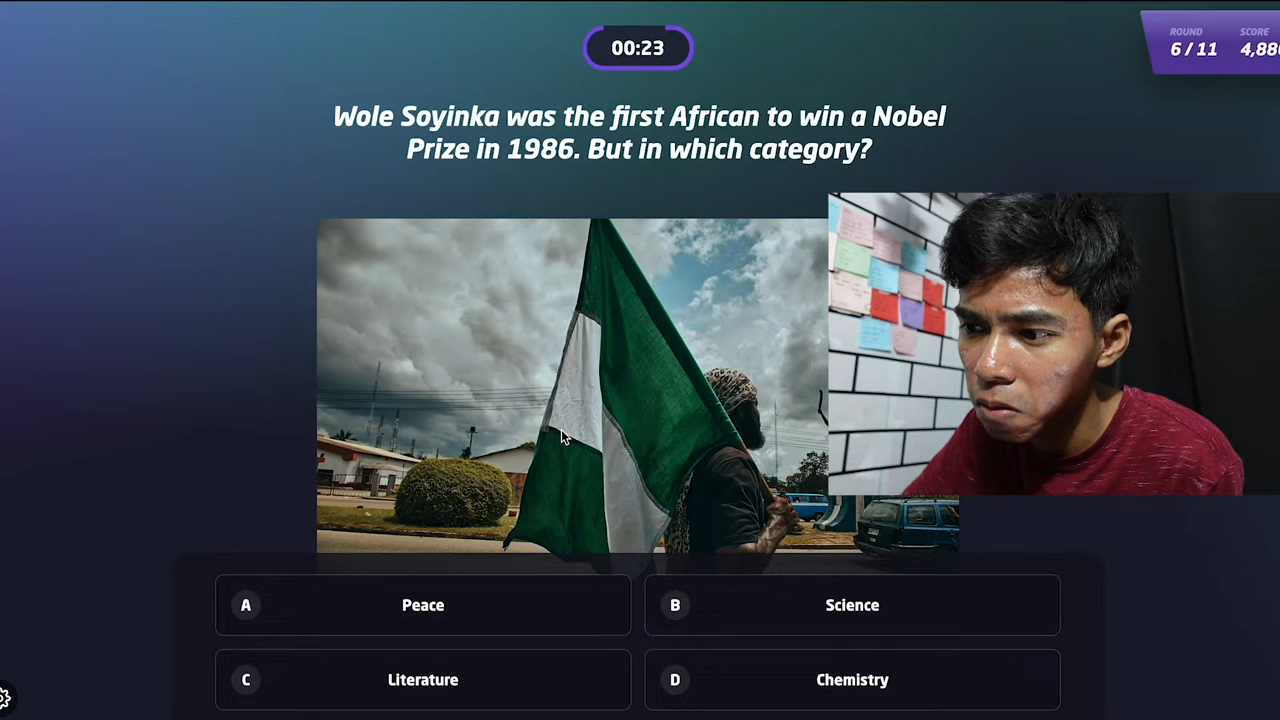 00:23
ROUND SCORE
6 / 11 4,88
Wole Soyinka was the first African to win a Nobel
Prize in 1986. But in which category?
A Peace
B Science
C Literature
D Chemistry